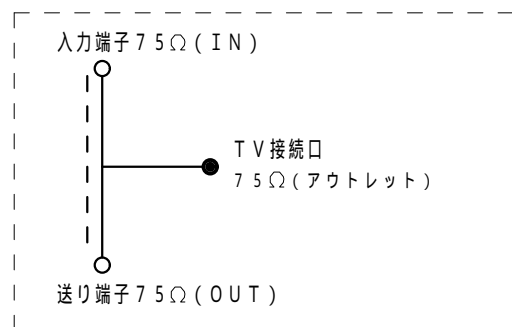 入力端子７５Ω（ＩＮ）
ＴＶ接続口
７５Ω（アウトレット）
送り端子７５Ω（ＯＵＴ）